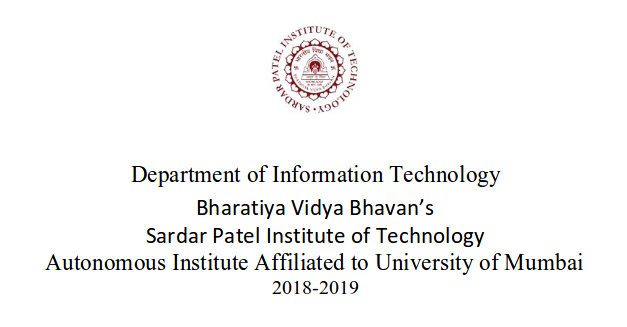 SARDAR PATEL INSTITUTE OF TECHNOLOGY
Department of Information Technology
Bharatiya Vidya Bhavan’s
Sardar Patel Institute of Technology
Autonomous Institute Affiliated to University of Mumbai
2018-2019